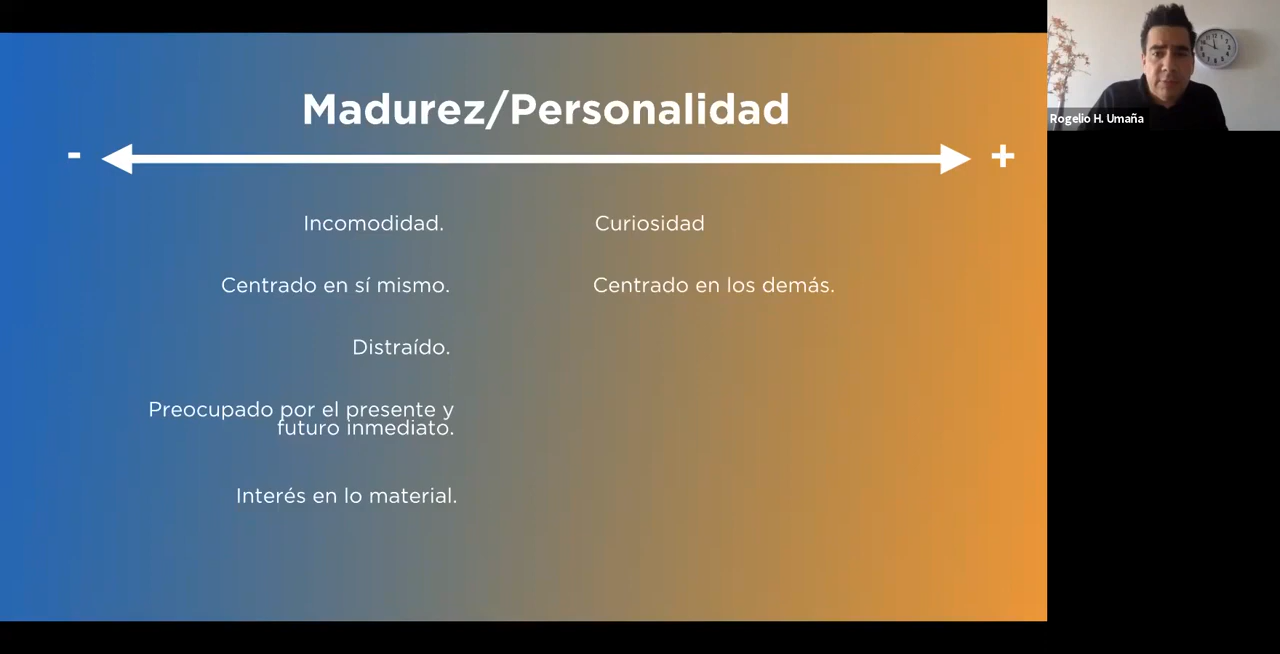 Madurez/Personalidad
- +
Incomodidad. Curiosidad
Centrado en sí mismo. Centrado en los demás.
Distraído.
Preocupado por el presente y
futuro inmediato.
Interés en lo material.
Rogelio H. Umaña